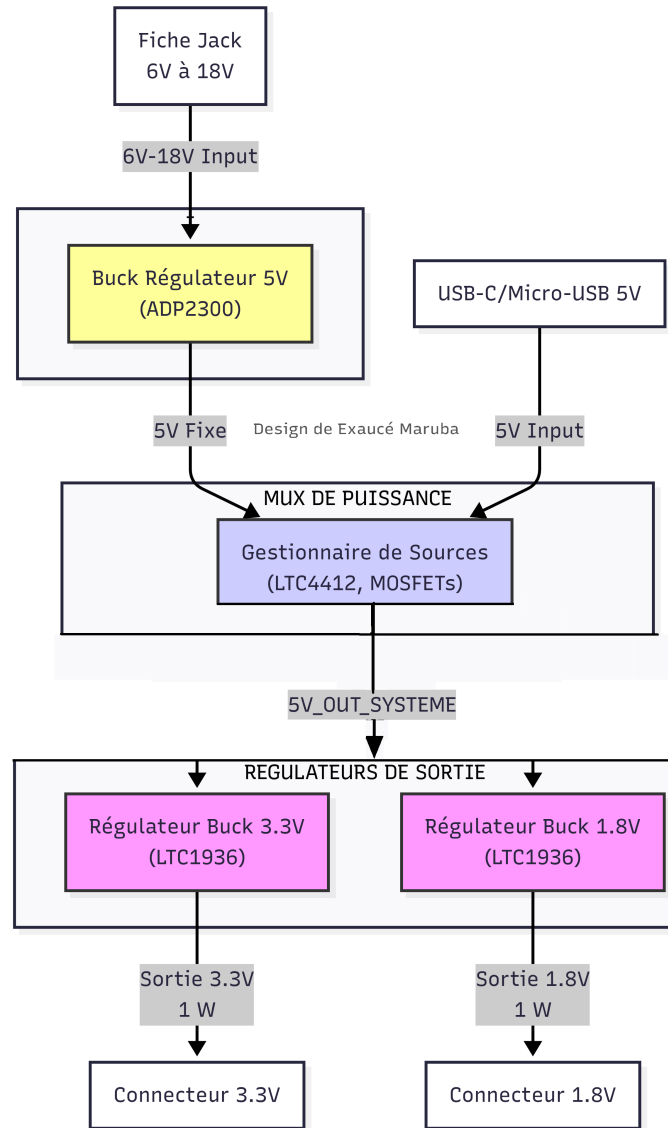 Fiche Jack
6V à 18V
6V-18V Input
Buck Régulateur 5V
(ADP2300)
USB-C/Micro-USB 5V
5V Fixe
Design de Exaucé Maruba
5V Input
MUX DE PUISSANCE
Gestionnaire de Sources
(LTC4412, MOSFETs)
5V_OUT_SYSTEME
REGULATEURS DE SORTIE
Régulateur Buck 3.3V
(LTC1936)
Régulateur Buck 1.8V
(LTC1936)
Sortie 3.3V
1 W
Sortie 1.8V
1 W
Connecteur 3.3V
Connecteur 1.8V